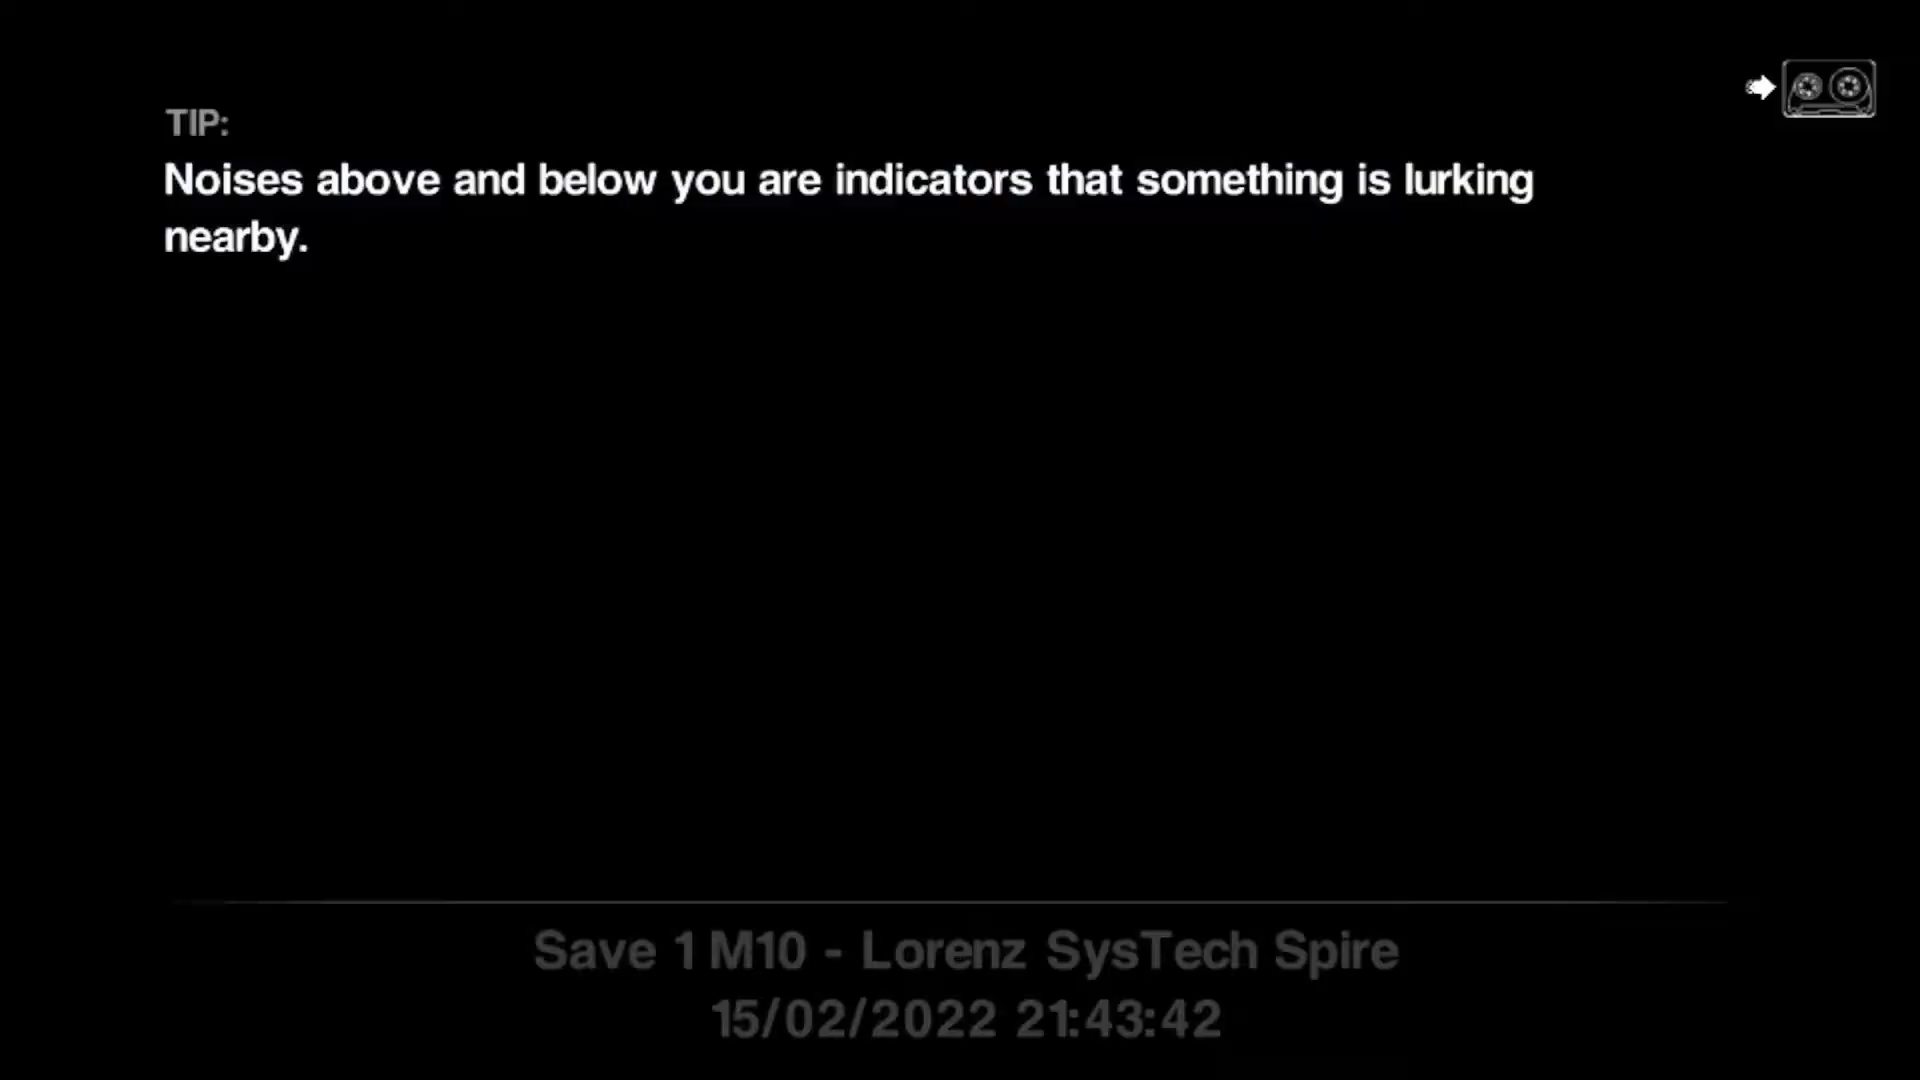 TIP:
Noises above and below you are indicators that something is lurking
nearby.
Save 1 M10 - Lorenz SysTech Spire
15/02/2022 21:43:42